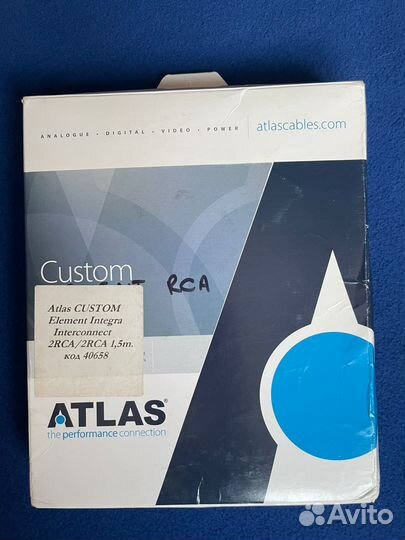 ANALOGUE • DIGITAL • VIDEO • POWER
atlascables.com
Custom
RCA
Atlas CUSTOM
Element Integra
Interconnect
2RCA/2RCA 1,5m.
код 40658
ATLAS®
the performance connection
Avito